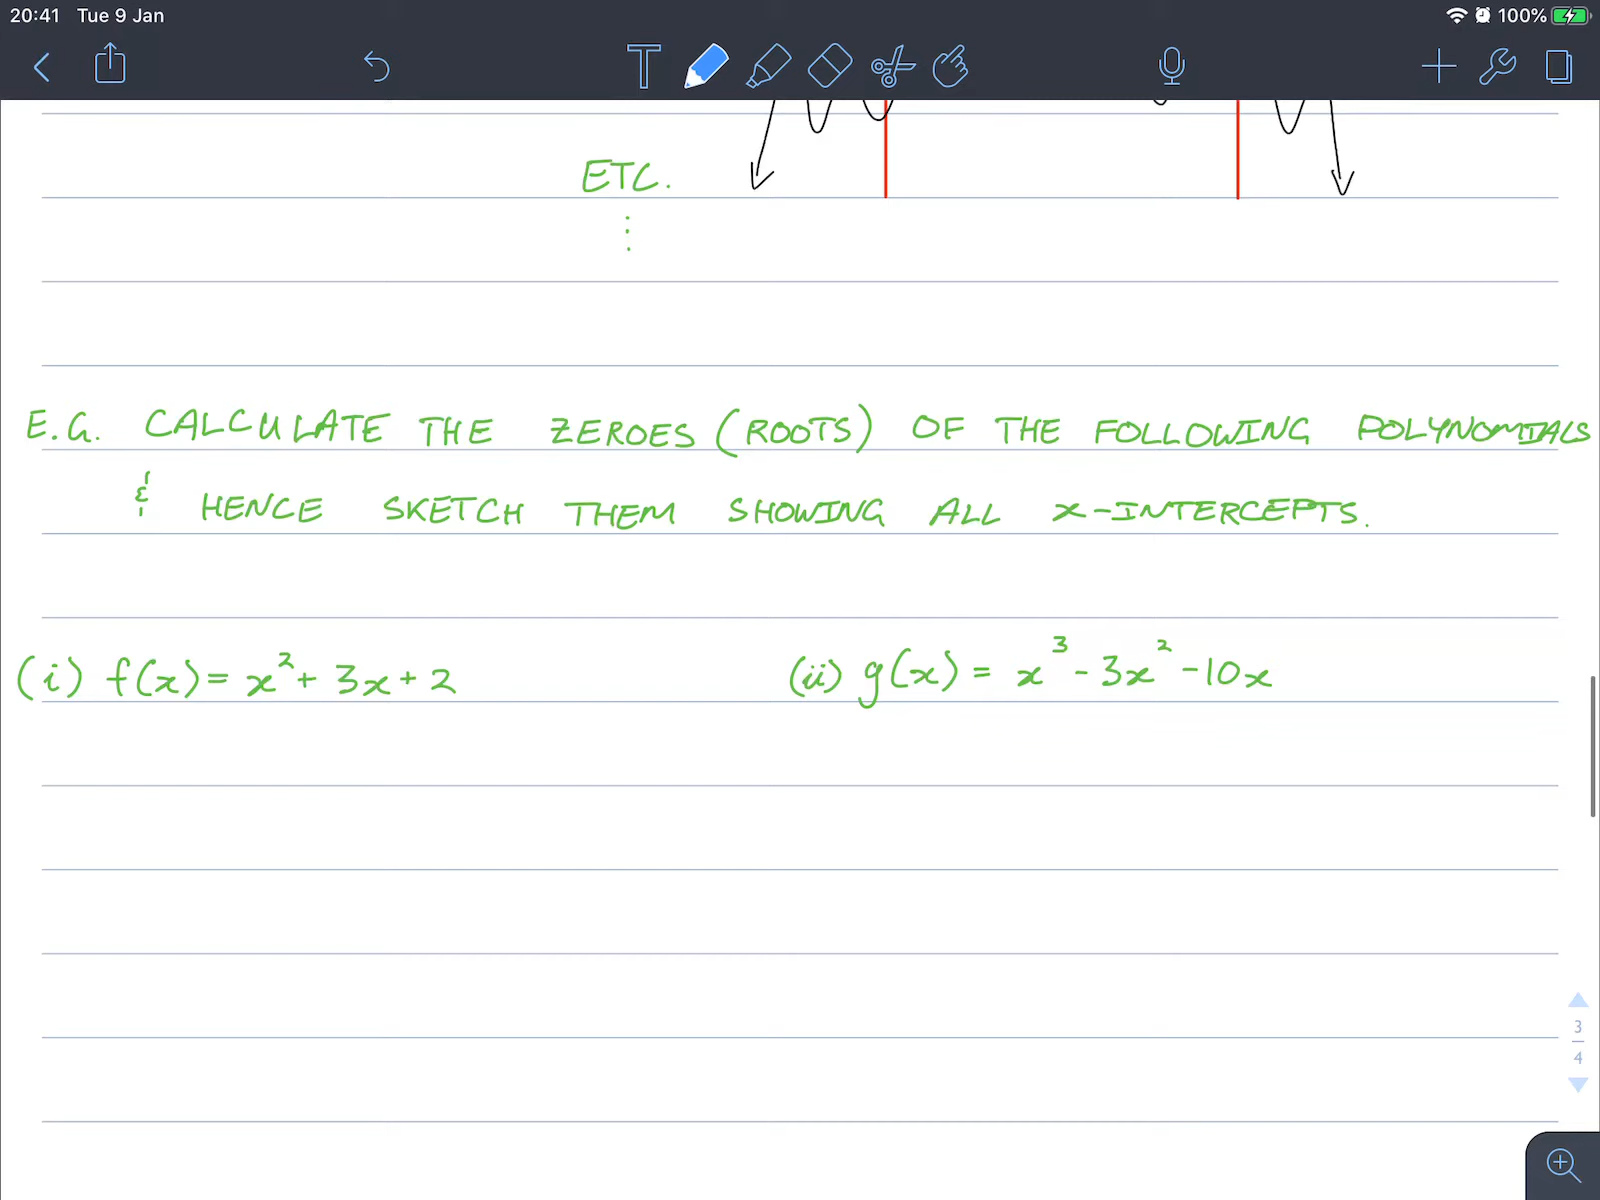 20:41 Tue 9 Jan 100%
T
ETC.
⋮
E.G. CALCULATE THE ZEROES (ROOTS) OF THE FOLLOWING POLYNOMIALS
& HENCE SKETCH THEM SHOWING ALL x-INTERCEPTS.
(i) f(x) = x² + 3x + 2 (ii) g(x) = x³ - 3x² - 10x
3
4